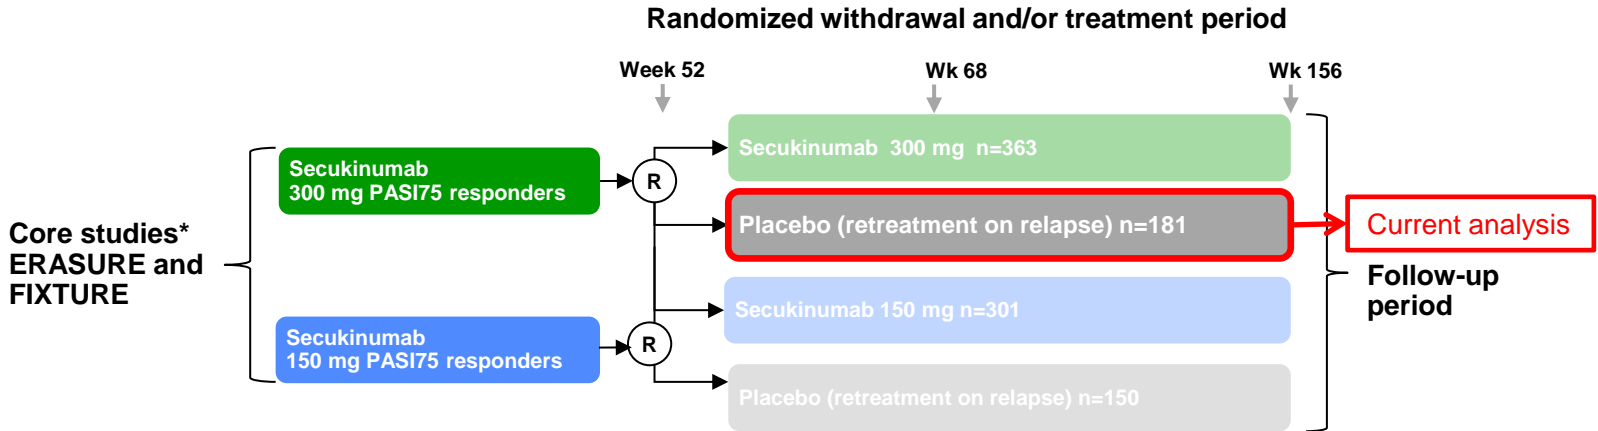 Randomized withdrawal and/or treatment period
Week 52
Wk 68
Wk 156
Core studies*
ERASURE and
FIXTURE
Secukinumab
300 mg PASI75 responders
R
Secukinumab 300 mg n=363
Placebo (retreatment on relapse) n=181
Current analysis
Secukinumab
150 mg PASI75 responders
R
Secukinumab 150 mg n=301
Placebo (retreatment on relapse) n=150
Follow-up
period